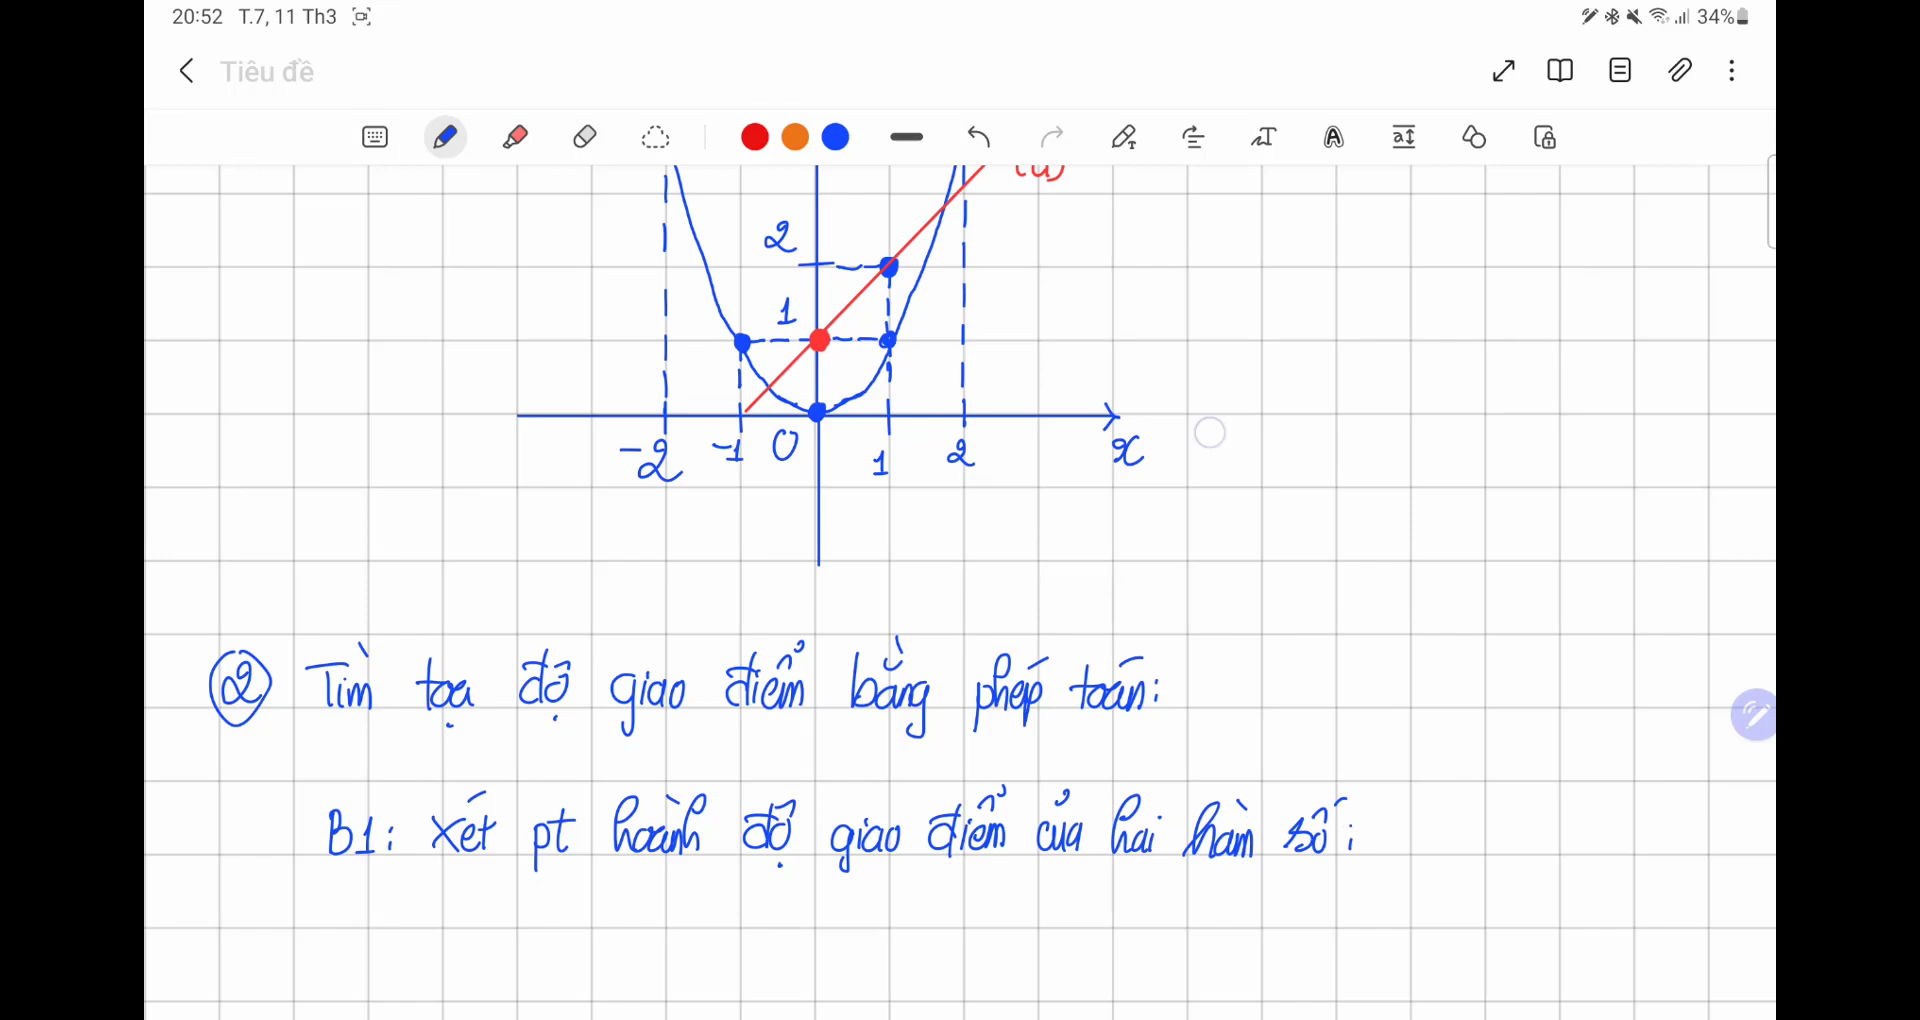 20:52 T.7, 11 Th3 34%
Tiêu đề
(d)
2
1
-2 -1 0 1 2 x
② Tìm tọa độ giao điểm bằng phép toán:
B1: Xét pt hoành độ giao điểm của hai hàm số: